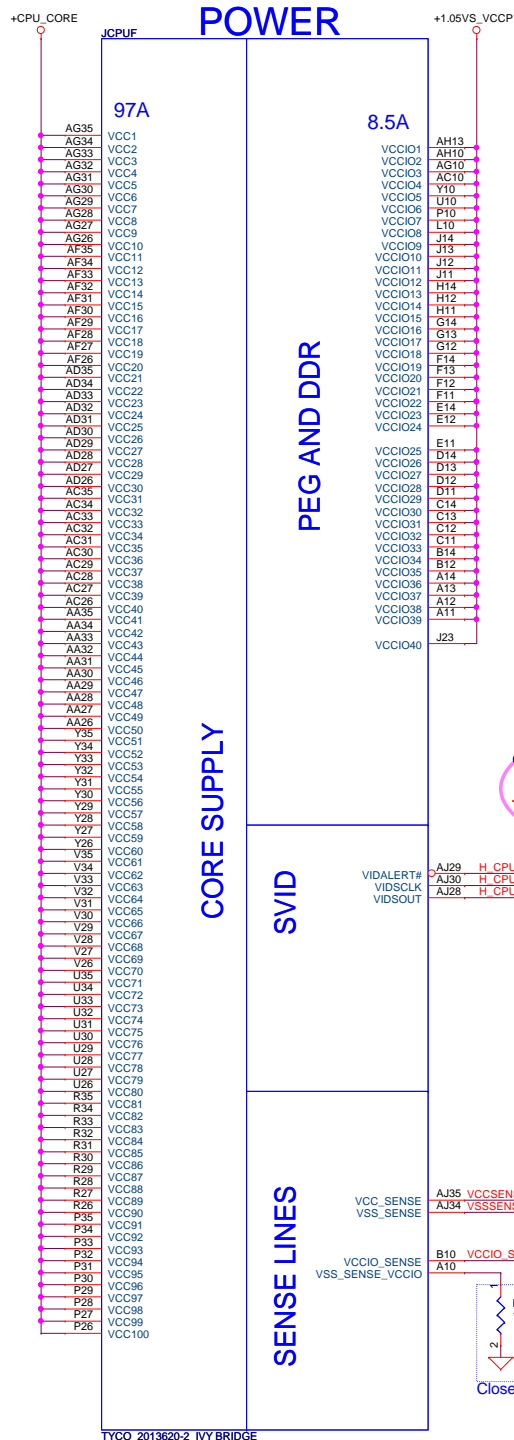 POWER
+CPU_CORE
+1.05VS_VCCP
JCPUF
97A
8.5A
AG35 VCC1
AG34 VCC2
AG33 VCC3
AG32 VCC4
AG31 VCC5
AG30 VCC6
AG29 VCC7
AG28 VCC8
AG27 VCC9
AG26 VCC10
AF35 VCC11
AF34 VCC12
AF33 VCC13
AF32 VCC14
AF31 VCC15
AF30 VCC16
AF29 VCC17
AF28 VCC18
AF27 VCC19
AF26 VCC20
AD35 VCC21
AD34 VCC22
AD33 VCC23
AD32 VCC24
AD31 VCC25
AD30 VCC26
AD29 VCC27
AD28 VCC28
AD27 VCC29
AD26 VCC30
AC35 VCC31
AC34 VCC32
AC33 VCC33
AC32 VCC34
AC31 VCC35
AC30 VCC36
AC29 VCC37
AC28 VCC38
AC27 VCC39
AC26 VCC40
AA35 VCC41
AA34 VCC42
AA33 VCC43
AA32 VCC44
AA31 VCC45
AA30 VCC46
AA29 VCC47
AA28 VCC48
AA27 VCC49
AA26 VCC50
Y35 VCC51
Y34 VCC52
Y33 VCC53
Y32 VCC54
Y31 VCC55
Y30 VCC56
Y29 VCC57
Y28 VCC58
Y27 VCC59
Y26 VCC60
V35 VCC61
V34 VCC62
V33 VCC63
V32 VCC64
V31 VCC65
V30 VCC66
V29 VCC67
V28 VCC68
V27 VCC69
V26 VCC70
U35 VCC71
U34 VCC72
U33 VCC73
U32 VCC74
U31 VCC75
U30 VCC76
U29 VCC77
U28 VCC78
U27 VCC79
U26 VCC80
R35 VCC81
R34 VCC82
R33 VCC83
R32 VCC84
R31 VCC85
R30 VCC86
R29 VCC87
R28 VCC88
R27 VCC89
R26 VCC90
P35 VCC91
P34 VCC92
P33 VCC93
P32 VCC94
P31 VCC95
P30 VCC96
P29 VCC97
P28 VCC98
P27 VCC99
P26 VCC100
CORE SUPPLY
PEG AND DDR
VCCIO1 AH13
VCCIO2 AH10
VCCIO3 AG10
VCCIO4 AC10
VCCIO5 Y10
VCCIO6 U10
VCCIO7 P10
VCCIO8 L10
VCCIO9 J14
VCCIO10 J13
VCCIO11 J12
VCCIO12 J11
VCCIO13 H14
VCCIO14 H12
VCCIO15 H11
VCCIO16 G14
VCCIO17 G13
VCCIO18 G12
VCCIO19 F14
VCCIO20 F13
VCCIO21 F12
VCCIO22 F11
VCCIO23 E14
VCCIO24 E12
VCCIO25 E11
VCCIO26 D14
VCCIO27 D13
VCCIO28 D12
VCCIO29 D11
VCCIO30 C14
VCCIO31 C13
VCCIO32 C12
VCCIO33 C11
VCCIO34 B14
VCCIO35 B12
VCCIO36 A14
VCCIO37 A13
VCCIO38 A12
VCCIO39 A11
VCCIO40 J23
SVID
VIDALERT# AJ29 H_CPU
VIDSCLK AJ30 H_CPU
VIDSOUT AJ28 H_CPU
SENSE LINES
VCC_SENSE AJ35 VCCSEN
VSS_SENSE AJ34 VSSSEN
VCCIO_SENSE B10 VCCIO_S
VSS_SENSE_VCCIO A10
1
2
Close
TYCO_2013620-2_IVY BRIDGE